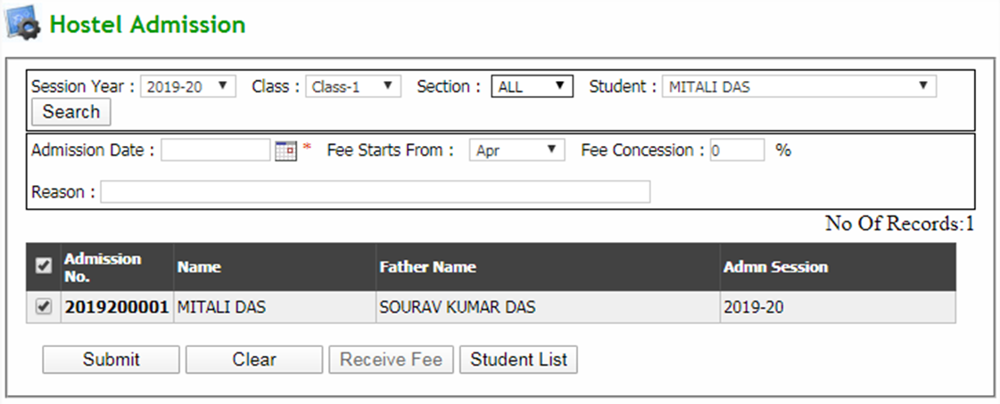 Hostel Admission
Session Year : 2019-20 Class : Class-1 Section : ALL Student : MITALI DAS
Search
Admission Date : * Fee Starts From : Apr Fee Concession : 0 %
Reason :
No Of Records:1
Admission No. Name Father Name Admn Session
2019200001 MITALI DAS SOURAV KUMAR DAS 2019-20
Submit Clear Receive Fee Student List